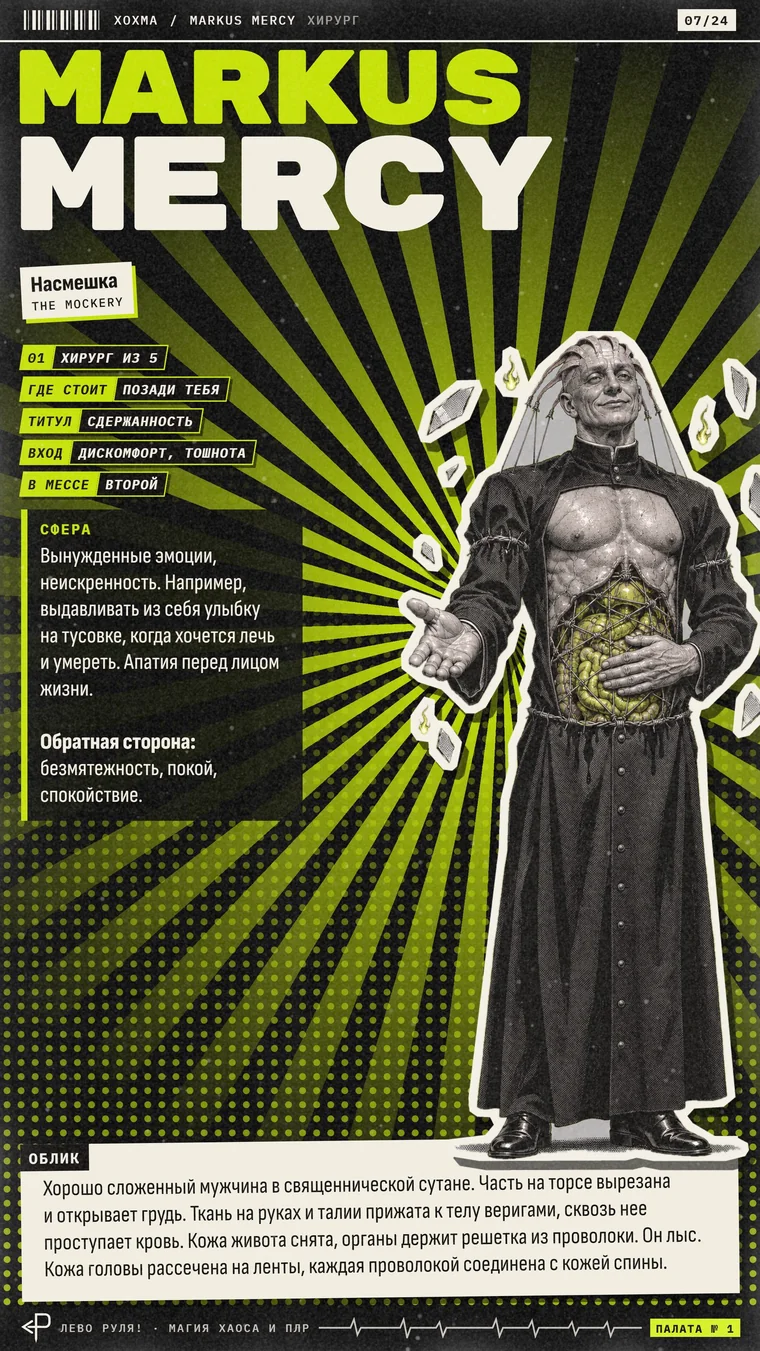 ХОХМА / MARKUS MERCY ХИРУРГ
07/24
MARKUS
MERCY
Насмешка
THE MOCKERY
01 ХИРУРГ ИЗ 5
ГДЕ СТОИТ ПОЗАДИ ТЕБЯ
ТИТУЛ СДЕРЖАННОСТЬ
ВХОД ДИСКОМФОРТ, ТОШНОТА
В МЕССЕ ВТОРОЙ
СФЕРА
Вынужденные эмоции,
неискренность. Например,
выдавливать из себя улыбку
на тусовке, когда хочется лечь
и умереть. Апатия перед лицом
жизни.
Обратная сторона:
безмятежность, покой,
спокойствие.
ОБЛИК
Хорошо сложенный мужчина в священнической сутане. Часть на торсе вырезана
и открывает грудь. Ткань на руках и талии прижата к телу веригами, сквозь нее
проступает кровь. Кожа живота снята, органы держит решетка из проволоки. Он лыс.
Кожа головы рассечена на ленты, каждая проволокой соединена с кожей спины.
ЛЕВО РУЛЯ! · МАГИЯ ХАОСА И ПЛР
ПАЛАТА № 1